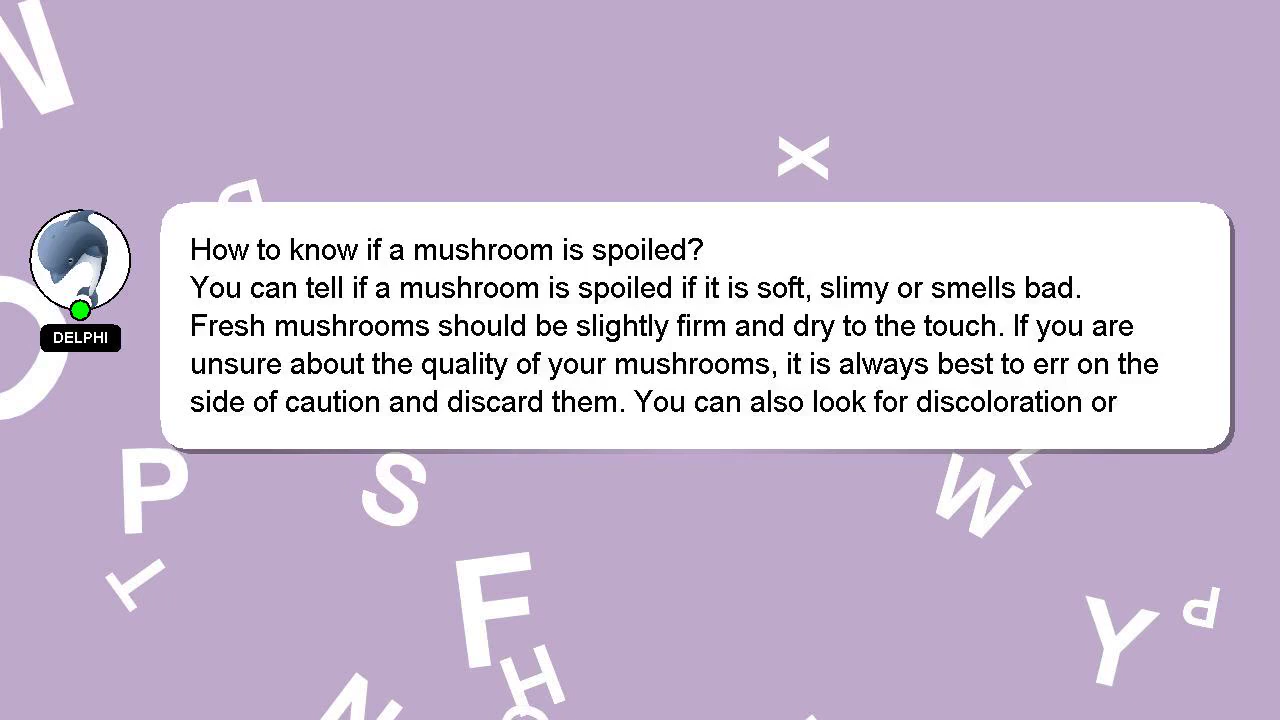 How to know if a mushroom is spoiled?
You can tell if a mushroom is spoiled if it is soft, slimy or smells bad.
Fresh mushrooms should be slightly firm and dry to the touch. If you are
unsure about the quality of your mushrooms, it is always best to err on the
side of caution and discard them. You can also look for discoloration or
DELPHI
N
D
X
O
P
S
W
L
T
F
Y
P
H
N
O